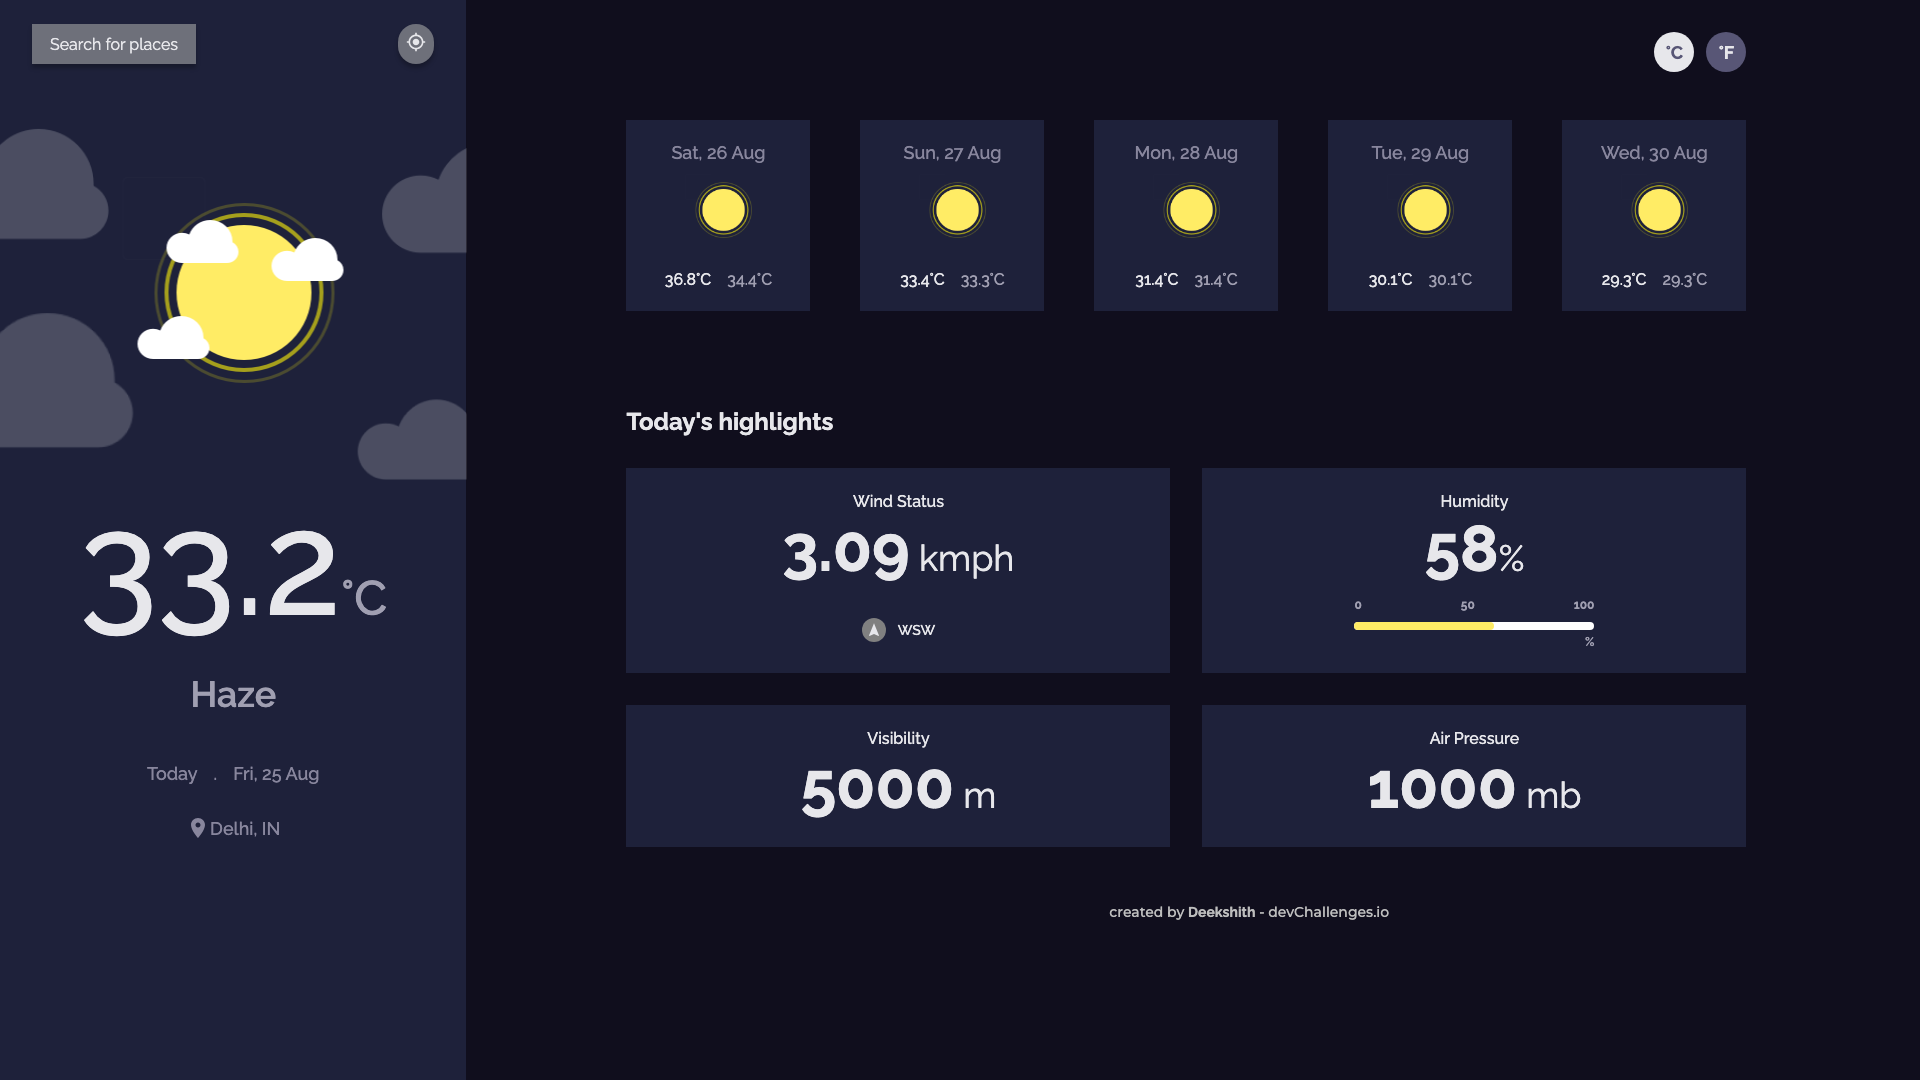 Search for places
33.2°C
Haze
Today . Fri, 25 Aug
Delhi, IN
°C °F
Sat, 26 Aug
36.8°C 34.4°C
Sun, 27 Aug
33.4°C 33.3°C
Mon, 28 Aug
31.4°C 31.4°C
Tue, 29 Aug
30.1°C 30.1°C
Wed, 30 Aug
29.3°C 29.3°C
Today's highlights
Wind Status
3.09 kmph
WSW
Humidity
58%
0 50 100
%
Visibility
5000 m
Air Pressure
1000 mb
created by Deekshith - devChallenges.io